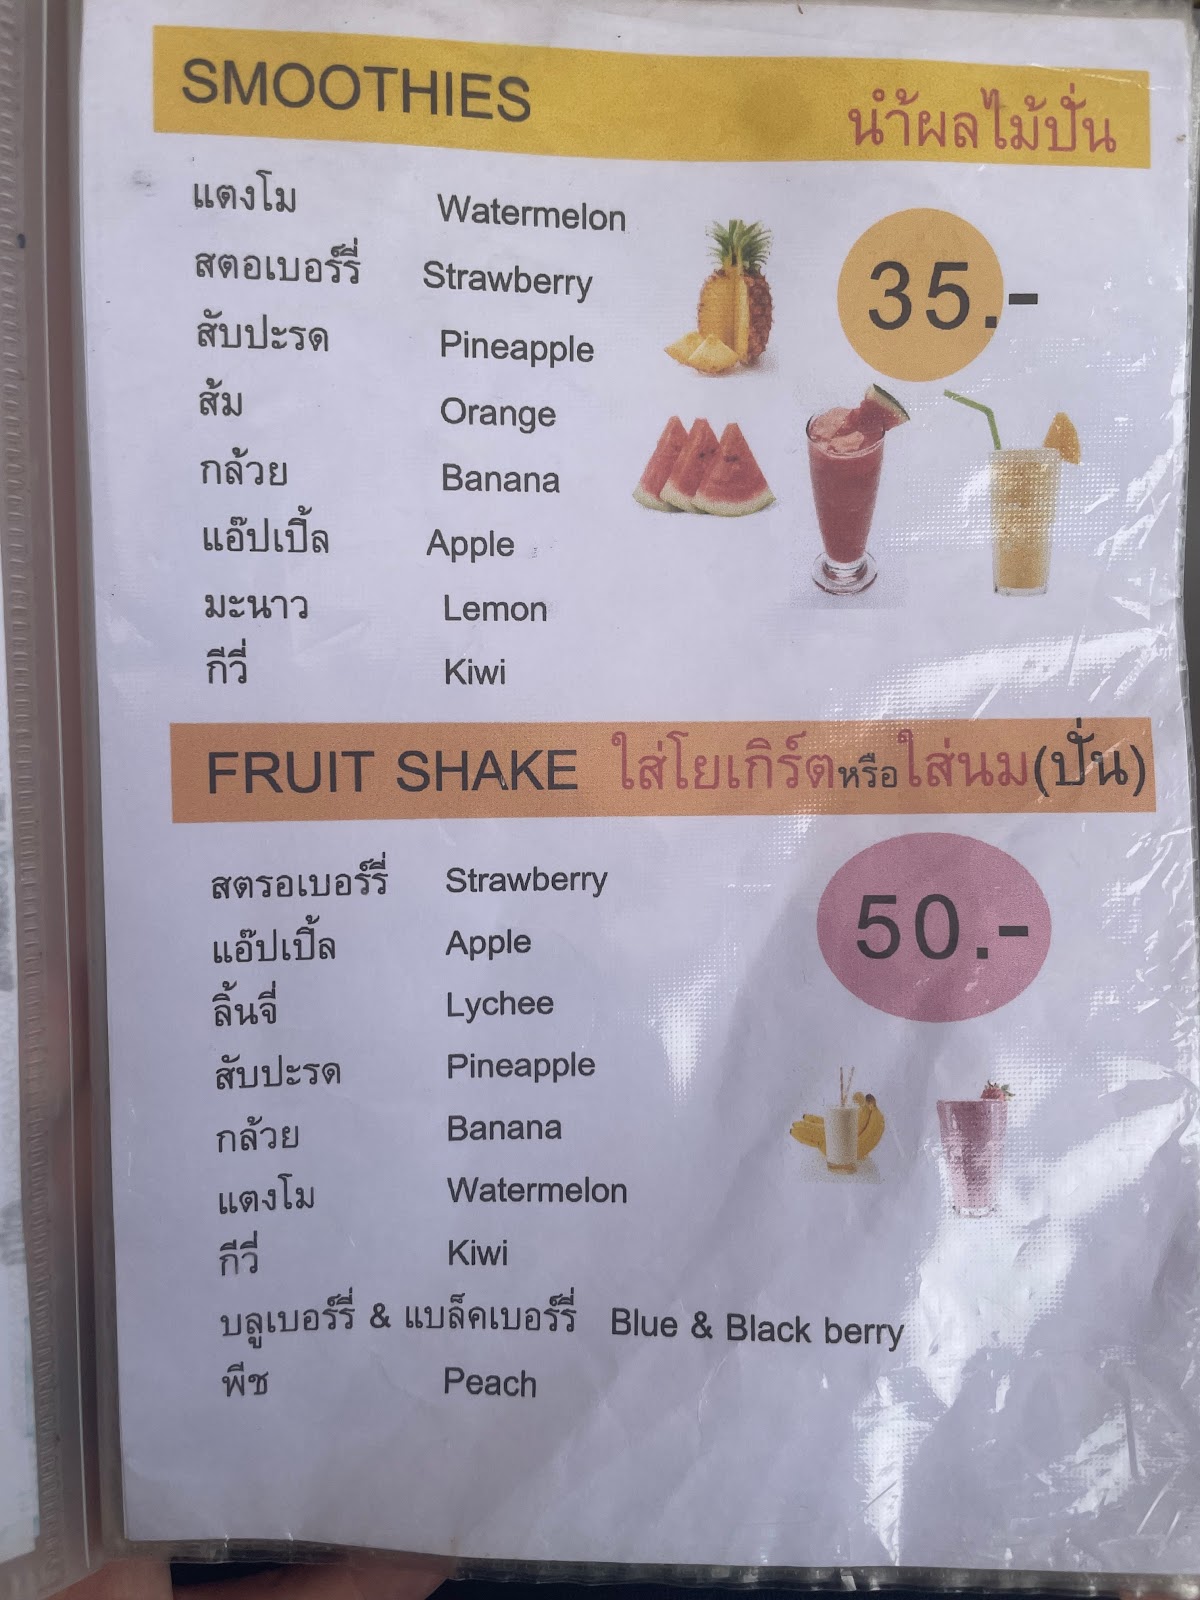 SMOOTHIES น้ำผลไม้ปั่น
แตงโม Watermelon
สตอเบอร์รี่ Strawberry
สับปะรด Pineapple
35.-
ส้ม Orange
กล้วย Banana
แอ๊ปเปิ้ล Apple
มะนาว Lemon
กีวี่ Kiwi
FRUIT SHAKE ใส่โยเกิร์ตหรือใส่นม(ปั่น)
สตรอเบอร์รี่ Strawberry
50.-
แอ๊ปเปิ้ล Apple
ลิ้นจี่ Lychee
สับปะรด Pineapple
กล้วย Banana
แตงโม Watermelon
กีวี่ Kiwi
บลูเบอร์รี่ & แบล็คเบอร์รี่ Blue & Black berry
พีช Peach